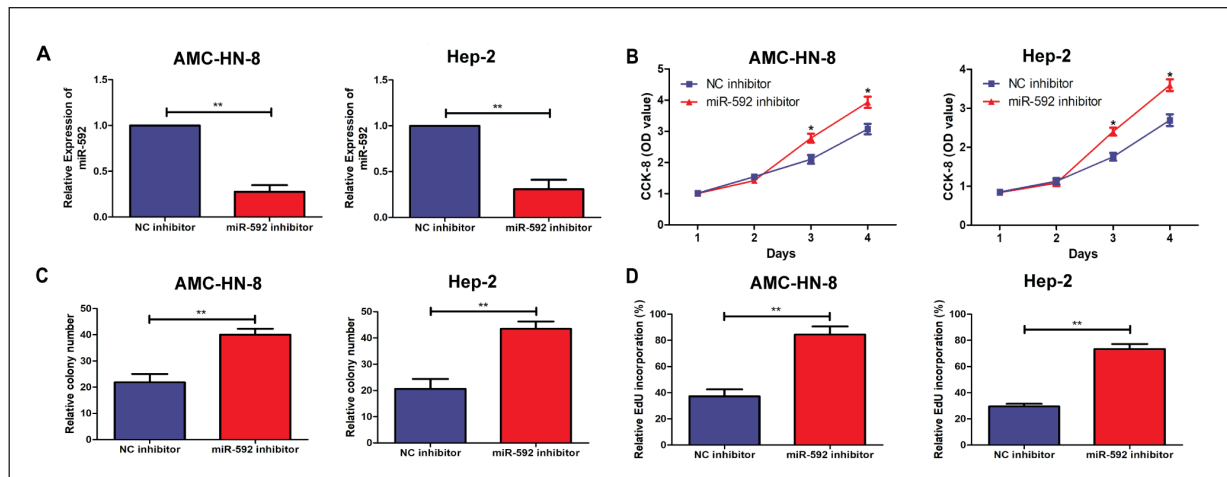 A
AMC-HN-8
Relative Expression of
miR-592
1.5
1.0
0.5
0.0
**
NC inhibitor
miR-592 inhibitor
Hep-2
Relative Expression of
miR-592
1.5
1.0
0.5
0.0
**
NC inhibitor
miR-592 inhibitor
B
AMC-HN-8
NC inhibitor
miR-592 inhibitor
CCK-8 (OD value)
5
4
3
2
1
0
*
*
1 2 3 4
Days
Hep-2
NC inhibitor
miR-592 inhibitor
CCK-8 (OD value)
4
3
2
1
0
*
*
1 2 3 4
Days
C
AMC-HN-8
Relative colony number
50
40
30
20
10
0
**
NC inhibitor
miR-592 inhibitor
Hep-2
Relative colony number
50
40
30
20
10
0
**
NC inhibitor
miR-592 inhibitor
D
AMC-HN-8
Relative EdU incorporation (%)
100
80
60
40
20
0
**
NC inhibitor
miR-592 inhibitor
Hep-2
Relative EdU incorporation (%)
100
80
60
40
20
0
**
NC inhibitor
miR-592 inhibitor